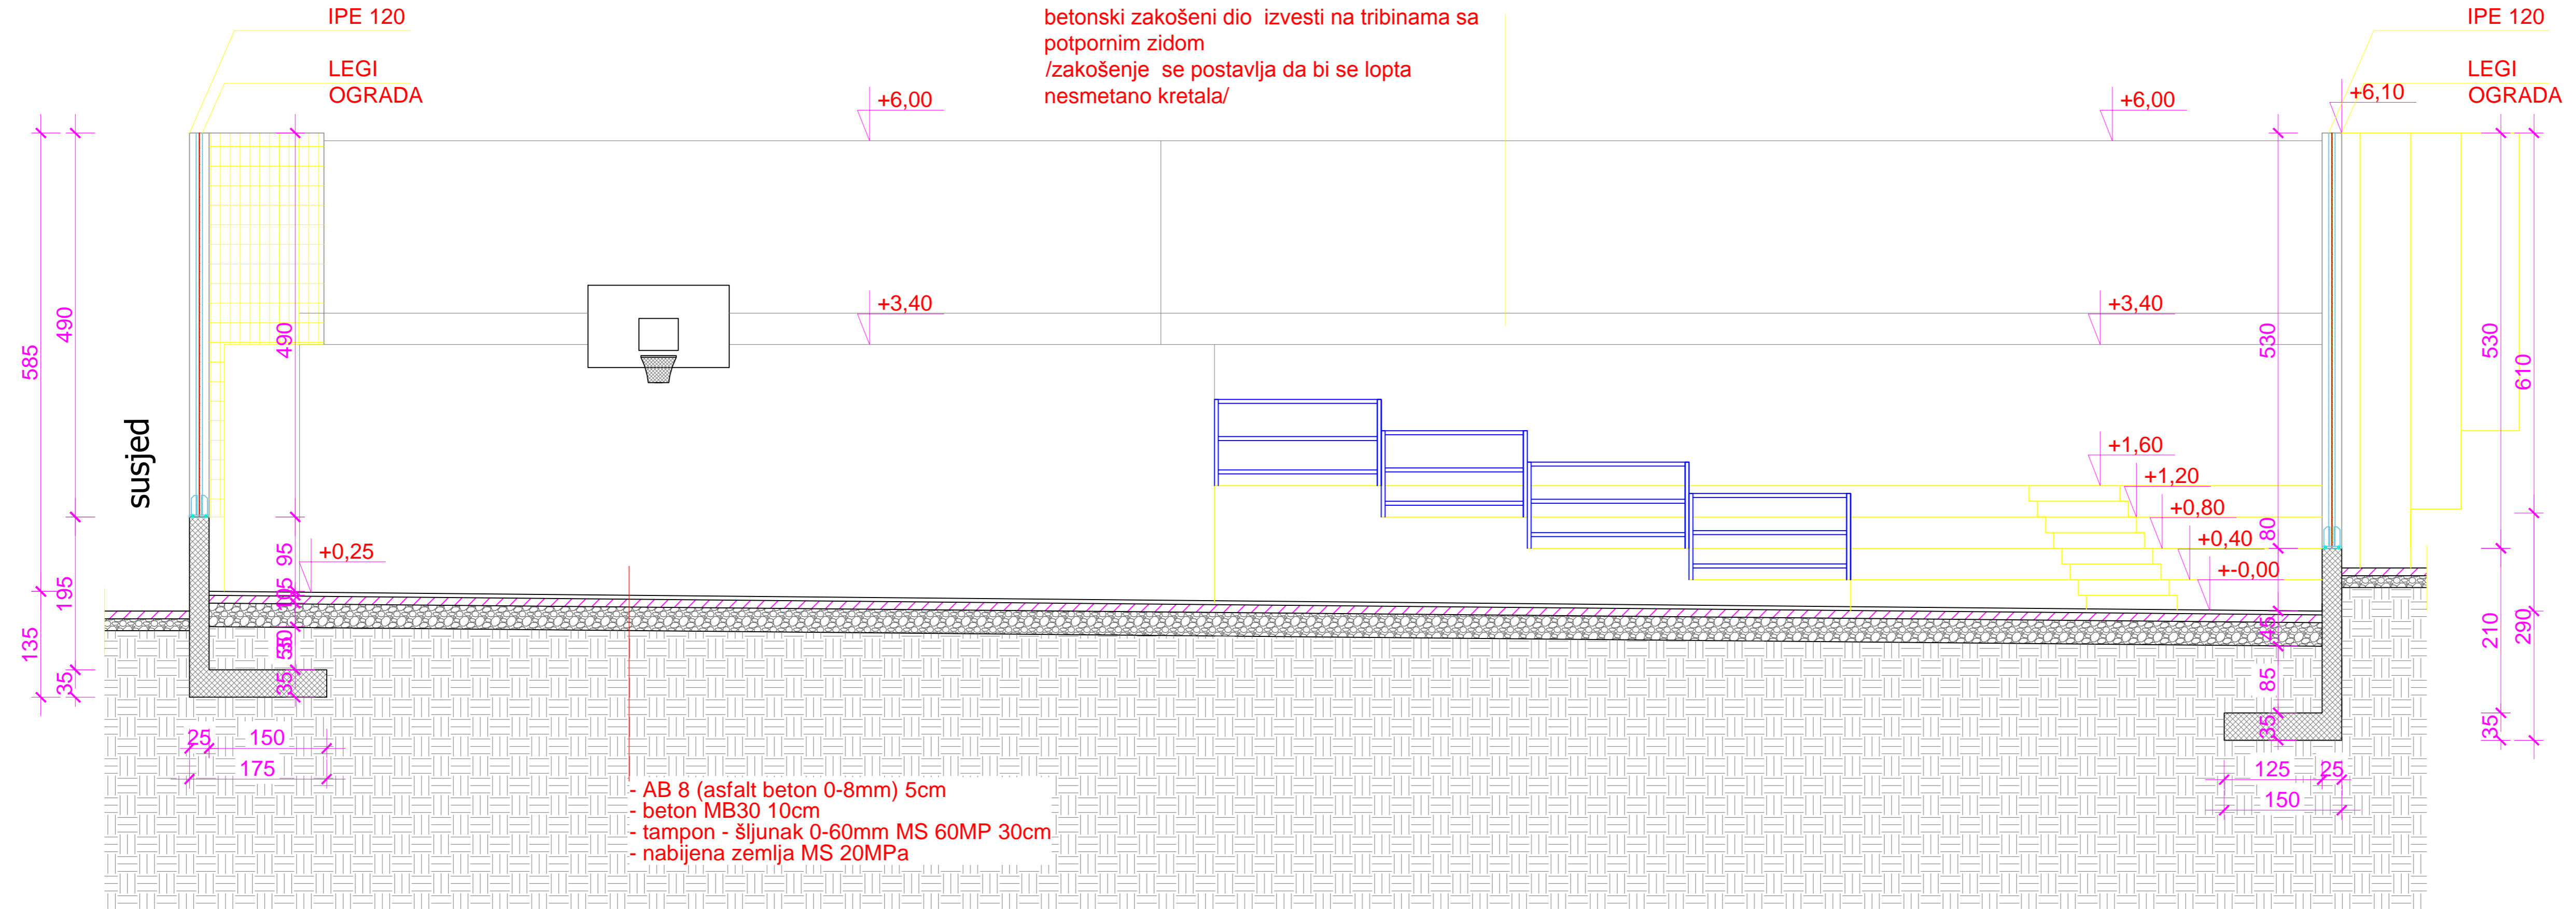 IPE 120
LEGI
OGRADA
betonski zakošeni dio izvesti na tribinama sa
potpornim zidom
/zakošenje se postavlja da bi se lopta
nesmetano kretala/
IPE 120
LEGI
OGRADA
+6,10
+6,00
+6,00
+3,40
+3,40
+1,60
+1,20
+0,80
+0,40
+-0,00
+0,25
susjed
585
135
490
195
35
490
95
35
530
80
45
85
35
530
210
35
610
290
25
150
175
125
25
150
- AB 8 (asfalt beton 0-8mm) 5cm
- beton MB30 10cm
- tampon - šljunak 0-60mm MS 60MP 30cm
- nabijena zemlja MS 20MPa